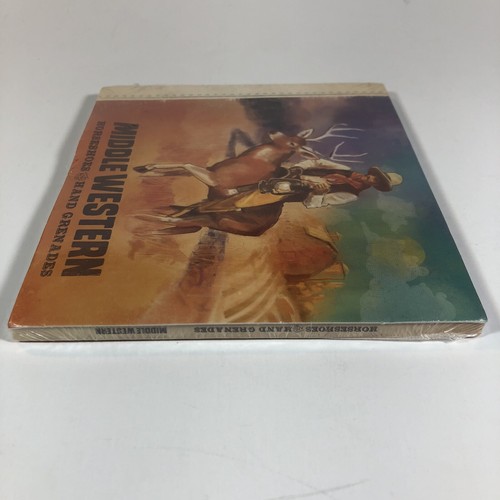 MIDDLE WESTERN
HORSESHOES & HAND GRENADES
MIDDLE WESTERN
HORSESHOES & HAND GRENADES